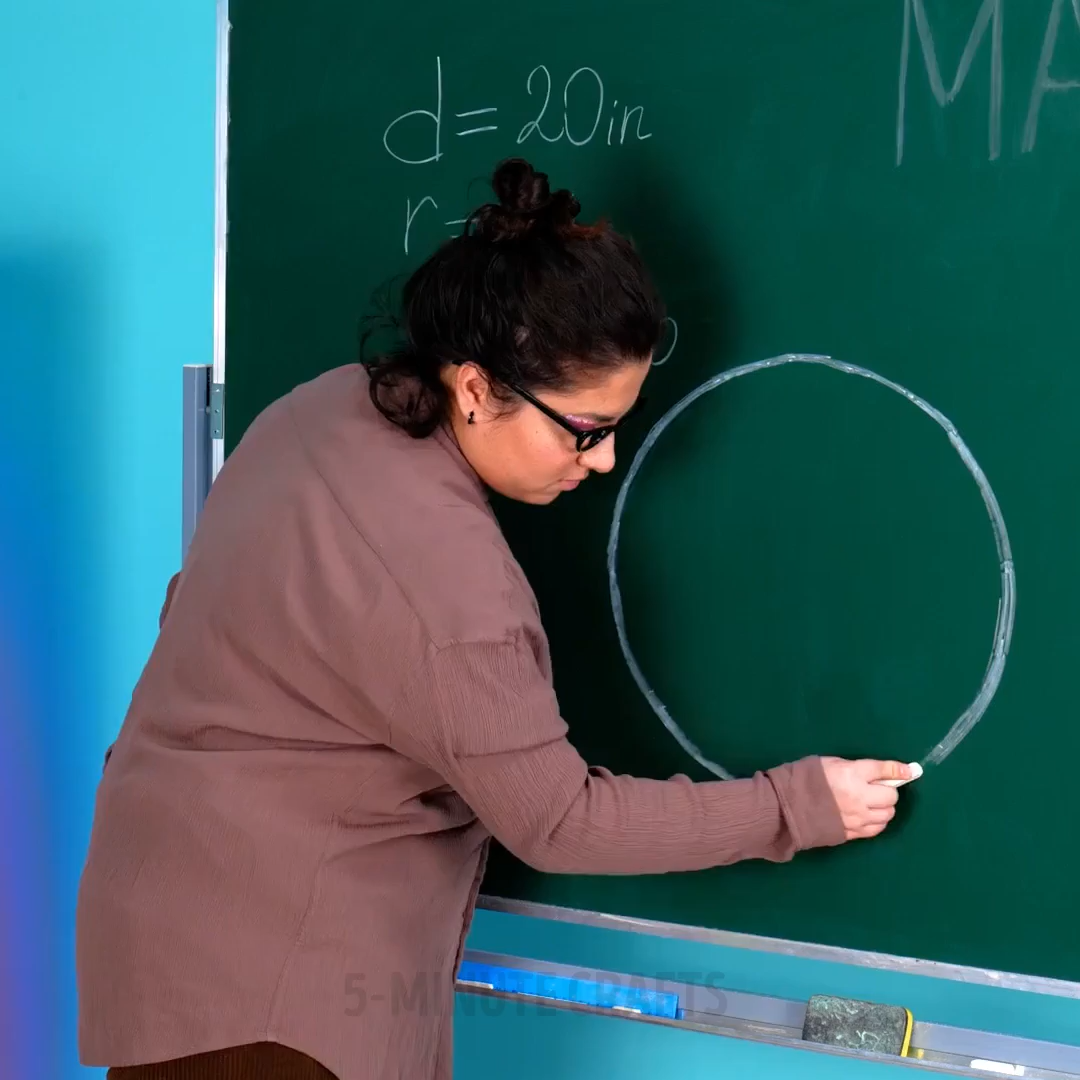 d = 20in
MA
r =
5-MINUTE CRAFTS